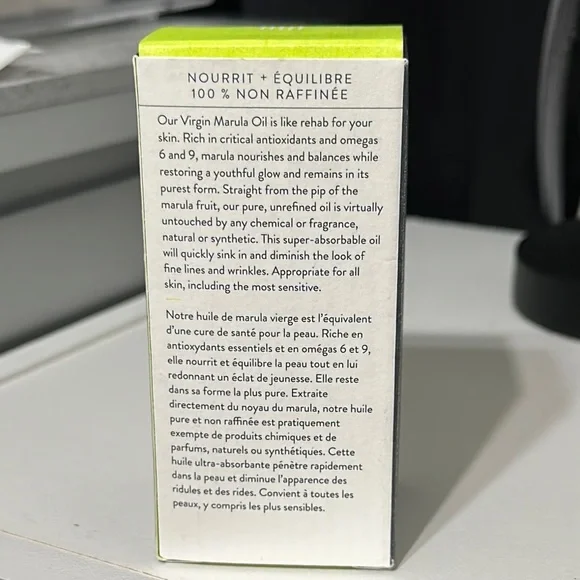 NOURRIT + ÉQUILIBRE
100 % NON RAFFINÉE
Our Virgin Marula Oil is like rehab for your
skin. Rich in critical antioxidants and omegas
6 and 9, marula nourishes and balances while
restoring a youthful glow and remains in its
purest form. Straight from the pip of the
marula fruit, our pure, unrefined oil is virtually
untouched by any chemical or fragrance,
natural or synthetic. This super-absorbable oil
will quickly sink in and diminish the look of
fine lines and wrinkles. Appropriate for all
skin, including the most sensitive.
Notre huile de marula vierge est l'équivalent
d'une cure de santé pour la peau. Riche en
antioxydants essentiels et en omégas 6 et 9,
elle nourrit et équilibre la peau tout en lui
redonnant un éclat de jeunesse. Elle reste
dans sa forme la plus pure. Extraite
directement du noyau du marula, notre huile
pure et non raffinée est pratiquement
exempte de produits chimiques et de
parfums, naturels ou synthétiques. Cette
huile ultra-absorbante pénètre rapidement
dans la peau et diminue l'apparence des
ridules et des rides. Convient à toutes les
peaux, y compris les plus sensibles.